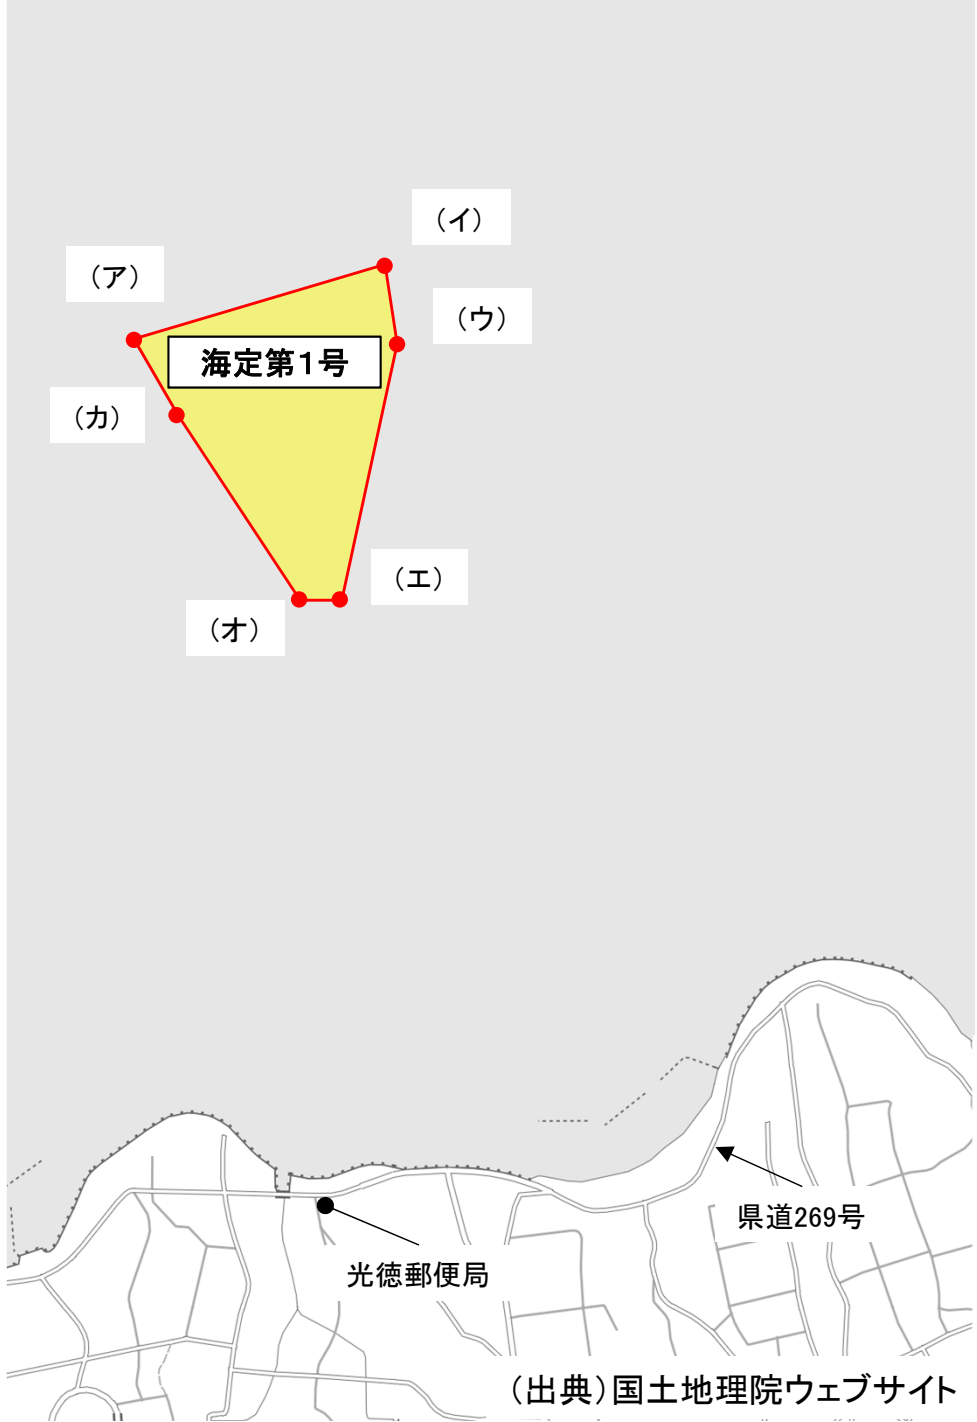 （イ）
（ア）
（ウ）
海定第１号
（カ）
（エ）
（オ）
県道269号
光徳郵便局
（出典）国土地理院ウェブサイト